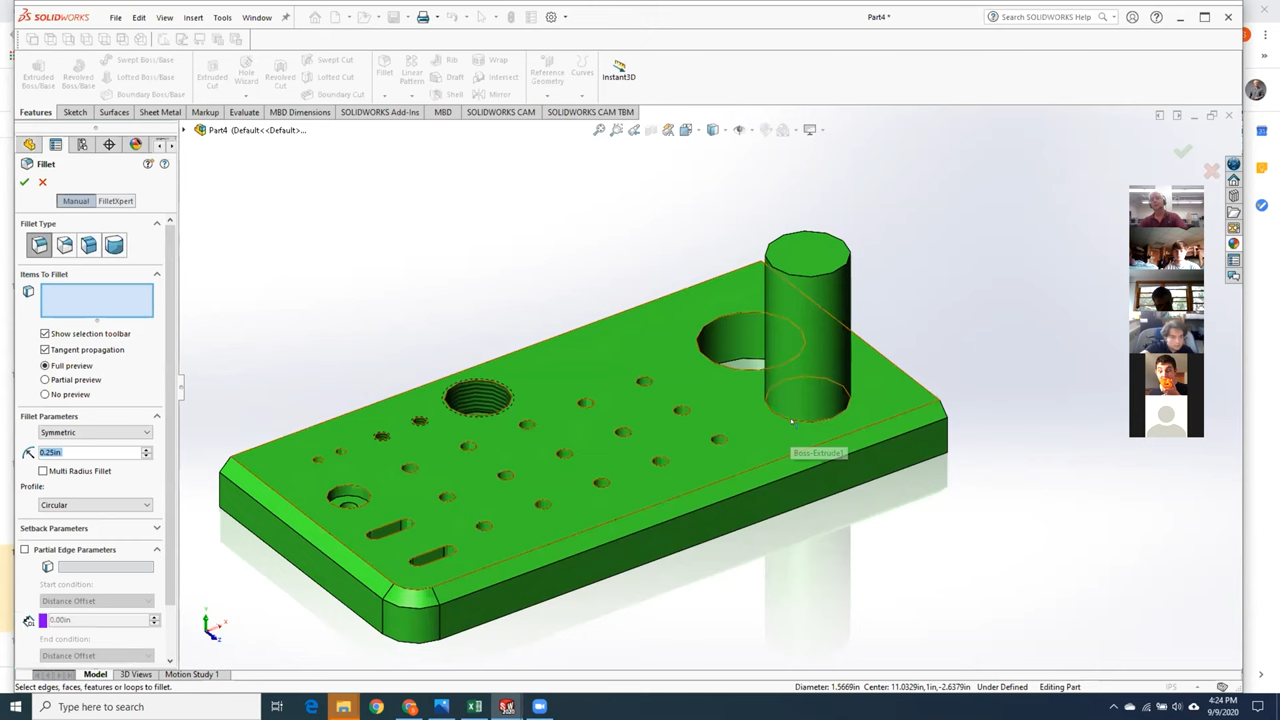 SOLIDWORKS File Edit View Insert Tools Window Part4 * Search SOLIDWORKS Help
Extruded Boss/Base
Revolved Boss/Base
Swept Boss/Base
Lofted Boss/Base
Boundary Boss/Base
Extruded Cut
Hole Wizard
Revolved Cut
Swept Cut
Lofted Cut
Boundary Cut
Fillet
Linear Pattern
Rib
Draft
Shell
Wrap
Intersect
Mirror
Reference Geometry
Curves
Instant3D
Features Sketch Surfaces Sheet Metal Markup Evaluate MBD Dimensions SOLIDWORKS Add-Ins MBD SOLIDWORKS CAM SOLIDWORKS CAM TBM
Part4 (Default<<Default>...
Fillet
Manual FilletXpert
Fillet Type
Items To Fillet
Show selection toolbar
Tangent propagation
Full preview
Partial preview
No preview
Fillet Parameters
Symmetric
0.25in
Multi Radius Fillet
Profile:
Circular
Setback Parameters
Partial Edge Parameters
Start condition:
Distance Offset
0.00in
End condition:
Distance Offset
Boss-Extrude1
Y
X
Z
Model 3D Views Motion Study 1
Select edges, faces, features or loops to fillet.
Diameter: 1.5669in Center: 11.0329in,1in,-2.6379in Under Defined Editing Part IPS
Type here to search
4:24 PM
9/9/2020